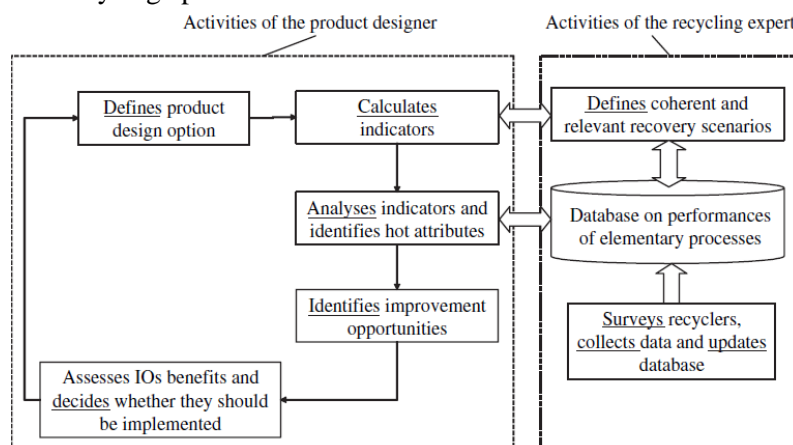 Activities of the product designer
Activities of the recycling expert
Defines product
design option
Calculates
indicators
Defines coherent and
relevant recovery scenarios
Analyses indicators and
identifies hot attributes
Database on performances
of elementary processes
Identifies improvement
opportunities
Surveys recyclers,
collects data and updates
database
Assesses IOs benefits and
decides whether they should
be implemented